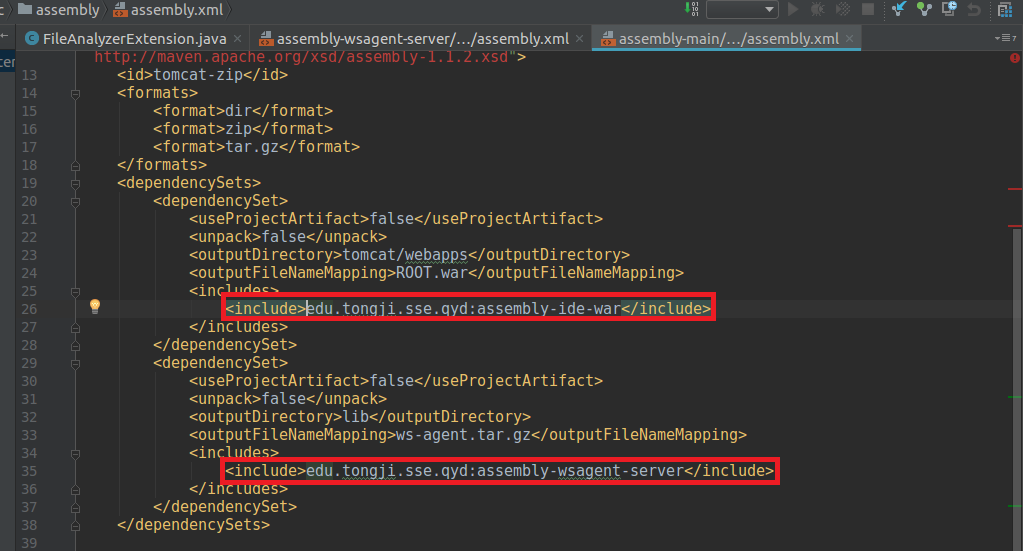 assembly
assembly.xml
FileAnalyzerExtension.java
assembly-wsagent-server/.../assembly.xml
assembly-main/.../assembly.xml
http://maven.apache.org/xsd/assembly-1.1.2.xsd">
13 <id>tomcat-zip</id>
14 <formats>
15 <format>dir</format>
16 <format>zip</format>
17 <format>tar.gz</format>
18 </formats>
19 <dependencySets>
20 <dependencySet>
21 <useProjectArtifact>false</useProjectArtifact>
22 <unpack>false</unpack>
23 <outputDirectory>tomcat/webapps</outputDirectory>
24 <outputFileNameMapping>ROOT.war</outputFileNameMapping>
25 <includes>
26 <include>edu.tongji.sse.qyd:assembly-ide-war</include>
27 </includes>
28 </dependencySet>
29 <dependencySet>
30 <useProjectArtifact>false</useProjectArtifact>
31 <unpack>false</unpack>
32 <outputDirectory>lib</outputDirectory>
33 <outputFileNameMapping>ws-agent.tar.gz</outputFileNameMapping>
34 <includes>
35 <include>edu.tongji.sse.qyd:assembly-wsagent-server</include>
36 </includes>
37 </dependencySet>
38 </dependencySets>
39